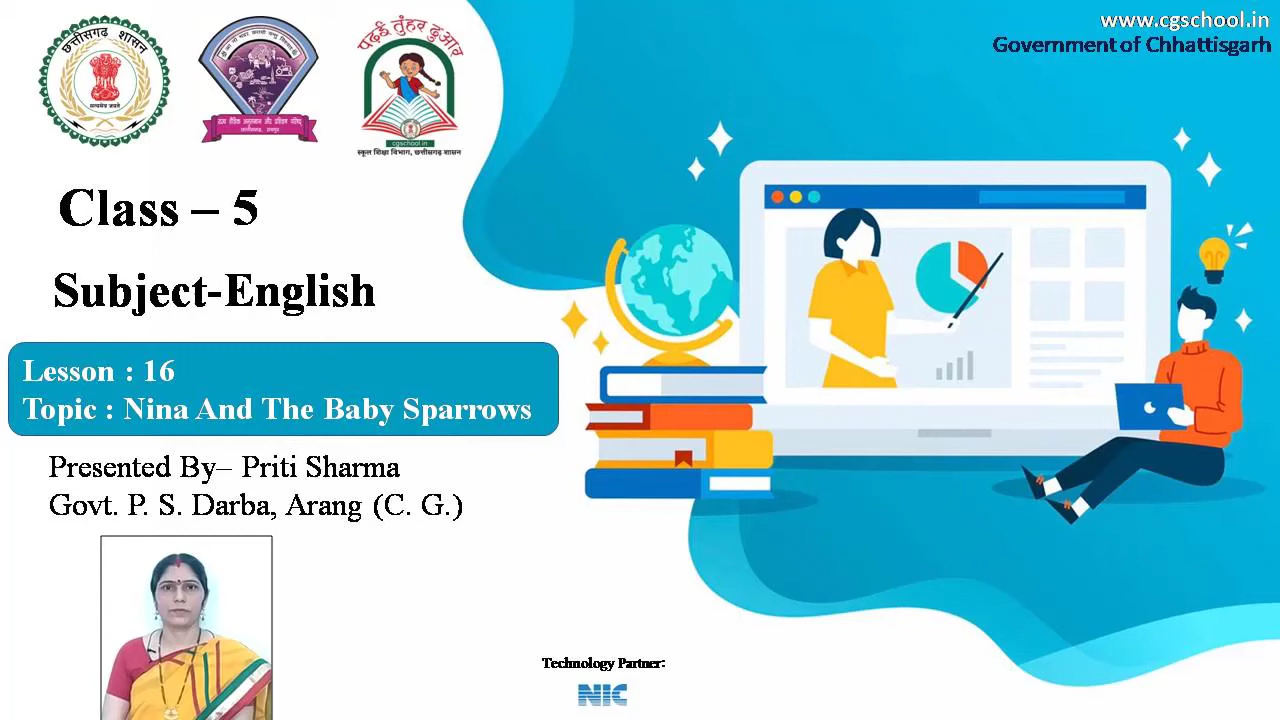 www.cgschool.in
Government of Chhattisgarh
छत्तीसगढ़ शासन
सत्यमेव जयते
पढ़ई तुंहर दुआर
cgschool.in
स्कूल शिक्षा विभाग, छत्तीसगढ़ शासन
Class – 5
Subject-English
Lesson : 16
Topic : Nina And The Baby Sparrows
Presented By– Priti Sharma
Govt. P. S. Darba, Arang (C. G.)
Technology Partner:
NIC